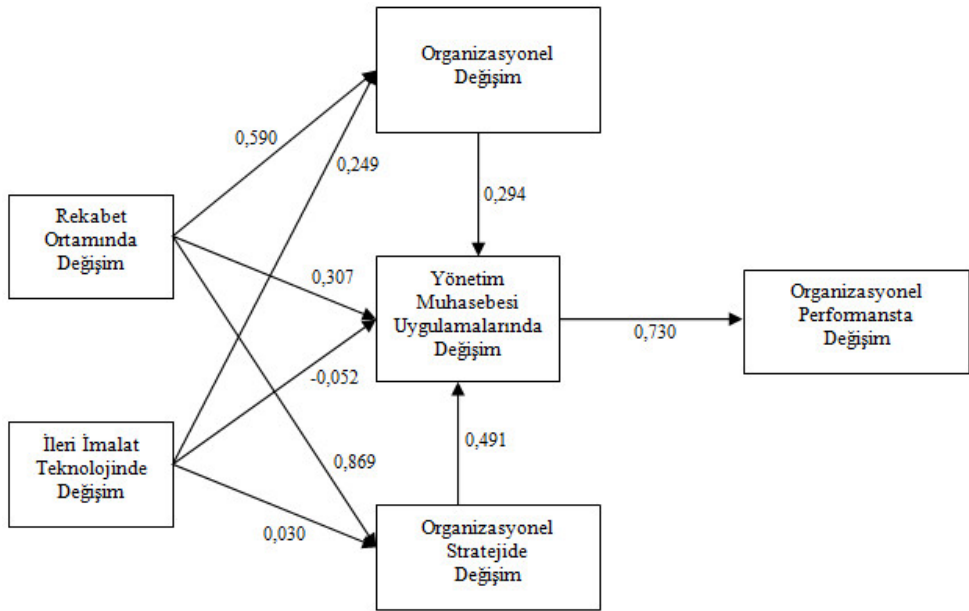 Organizasyonel
Değişim
0,590
0,249
0,294
Rekabet
Ortamında
Değişim
0,307
Yönetim
Muhasebesi
Uygulamalarında
Değişim
0,730
Organizasyonel
Performansta
Değişim
-0,052
İleri İmalat
Teknolojinde
Değişim
0,491
0,869
0,030
Organizasyonel
Stratejide
Değişim